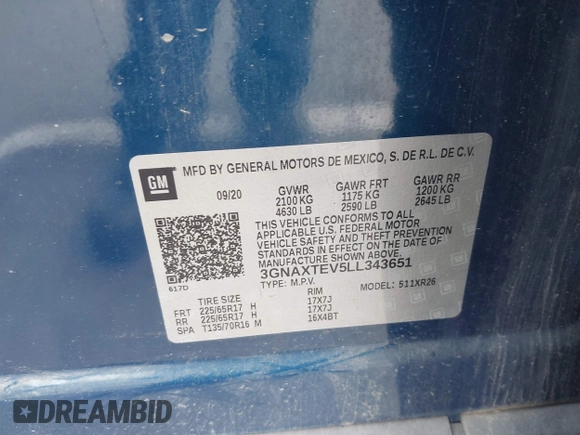 GM
MFD BY GENERAL MOTORS DE MEXICO, S. DE R.L. DE C.V.
09/20 GVWR GAWR FRT GAWR RR
2100 KG 1175 KG 1200 KG
4630 LB 2590 LB 2645 LB
THIS VEHICLE CONFORMS TO ALL
APPLICABLE U.S. FEDERAL MOTOR
VEHICLE SAFETY AND THEFT PREVENTION
STANDARDS IN EFFECT ON THE DATE OF
MANUFACTURE SHOWN ABOVE.
3GNAXTEV5LL343651
617D
TYPE: M.P.V. MODEL: 511XR26
TIRE SIZE RIM
FRT 225/65R17 H 17X7J
RR 225/65R17 H 17X7J
SPA T135/70R16 M 16X4BT
DREAMBID